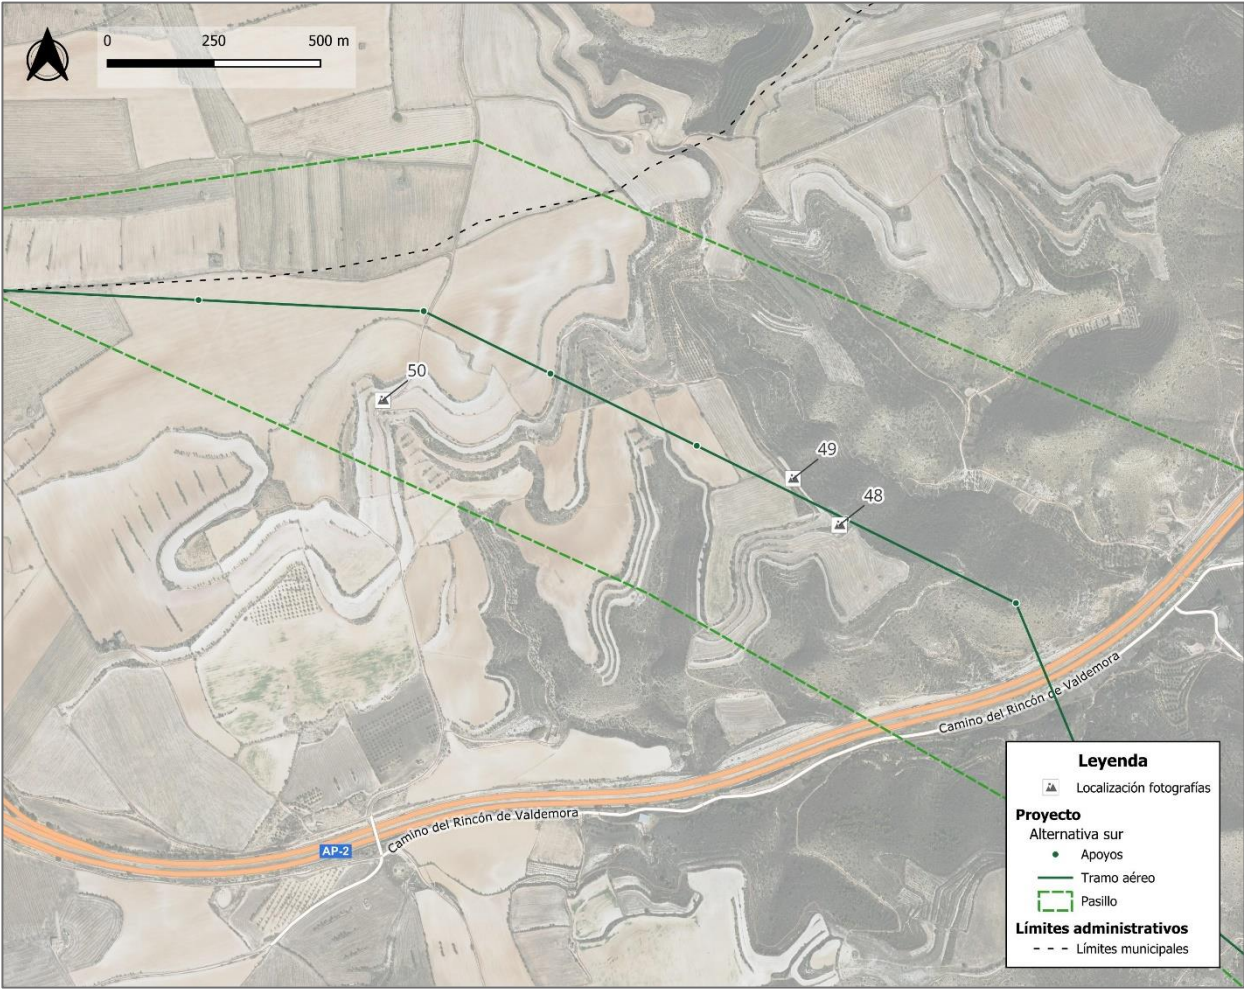 0 250 500 m
50
49
48
Camino del Rincón de Valdemora
Camino del Rincón de Valdemora
AP-2
Leyenda
Localización fotografías
Proyecto
Alternativa sur
Apoyos
Tramo aéreo
Pasillo
Límites administrativos
Límites municipales